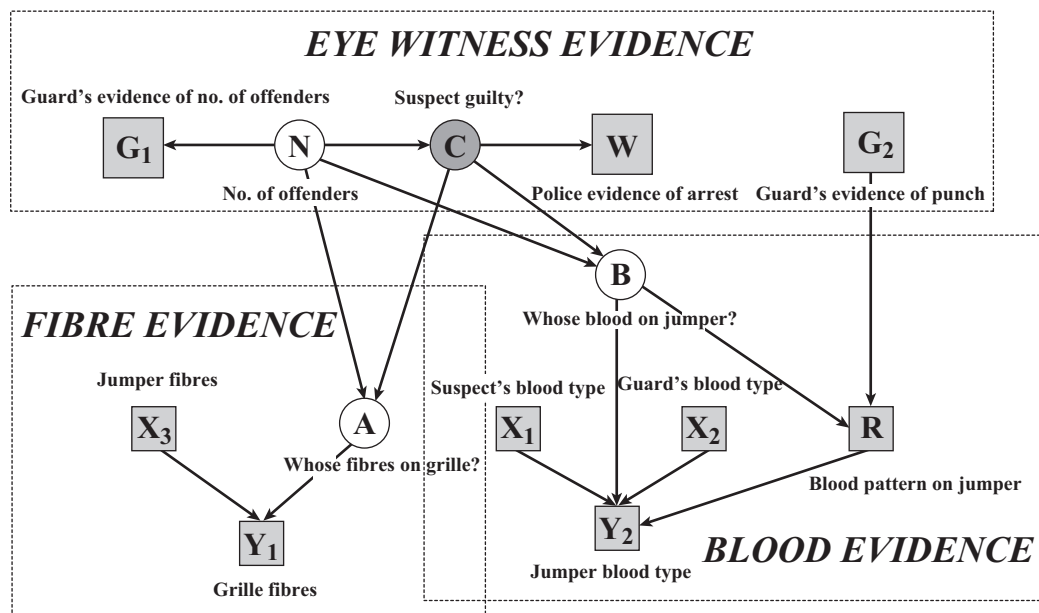 EYE WITNESS EVIDENCE
Guard's evidence of no. of offenders
Suspect guilty?
G1
N
C
W
G2
No. of offenders
Police evidence of arrest
Guard's evidence of punch
B
Whose blood on jumper?
FIBRE EVIDENCE
Jumper fibres
Suspect's blood type
Guard's blood type
X3
A
X1
X2
R
Whose fibres on grille?
Blood pattern on jumper
Y1
Y2
BLOOD EVIDENCE
Jumper blood type
Grille fibres